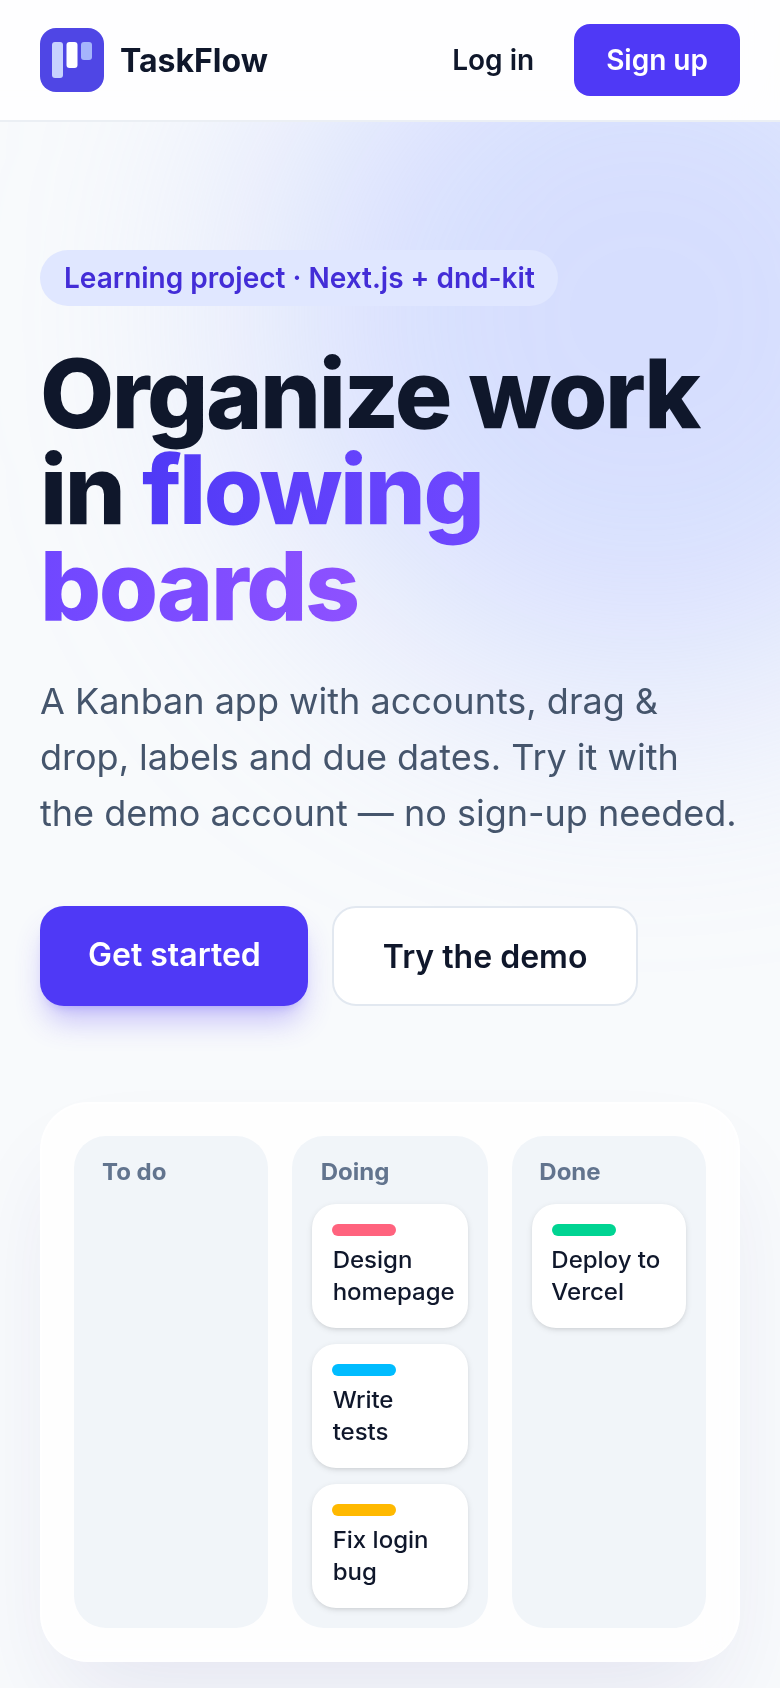 TaskFlow
Log in
Sign up
Learning project · Next.js + dnd-kit
Organize work
in flowing
boards
A Kanban app with accounts, drag &
drop, labels and due dates. Try it with
the demo account — no sign-up needed.
Get started
Try the demo
To do
Doing
Design
homepage
Write
tests
Fix login
bug
Done
Deploy to
Vercel